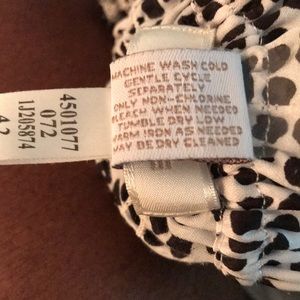 MACHINE WASH COLD
GENTLE CYCLE
SEPARATELY
ONLY NON-CHLORINE
BLEACH WHEN NEEDED
TUMBLE DRY LOW
WARM IRON AS NEEDED
MAY BE DRY CLEANED
4501077
072